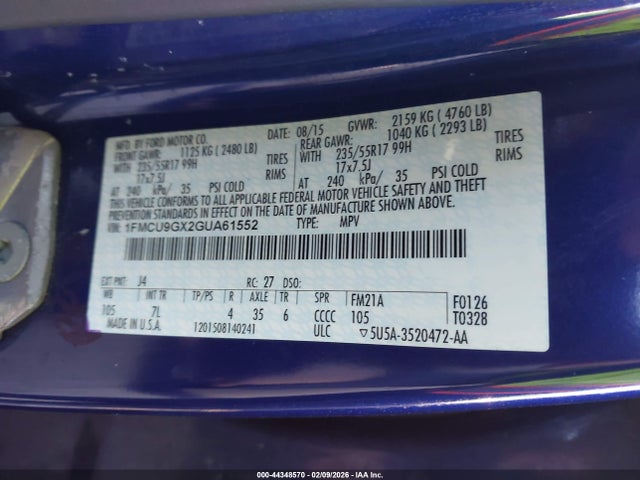 MFD. BY FORD MOTOR CO. DATE: 08/15 GVWR: 2159 KG ( 4760 LB)
FRONT GAWR: 1125 KG ( 2480 LB) REAR GAWR: 1040 KG ( 2293 LB)
WITH 235/55R17 99H TIRES WITH 235/55R17 99H TIRES
17x7.5J RIMS 17x7.5J RIMS
AT 240 kPa/ 35 PSI COLD AT 240 kPa/ 35 PSI COLD
THIS VEHICLE CONFORMS TO ALL APPLICABLE FEDERAL MOTOR VEHICLE SAFETY AND THEFT
PREVENTION STANDARDS IN EFFECT ON THE DATE OF MANUFACTURE SHOWN ABOVE.
VIN: 1FMCU9GX2GUA61552 TYPE: MPV
EXT PNT: J4 RC: 27 DSO:
WB INT TR TP/PS R AXLE TR SPR FM21A F0126
105 7L 4 35 6 CCCC 105 T0328
MADE IN U.S.A. 1201508140241 ULC ▽5U5A-3520472-AA
000-44348570 - 02/09/2026 - IAA Inc.